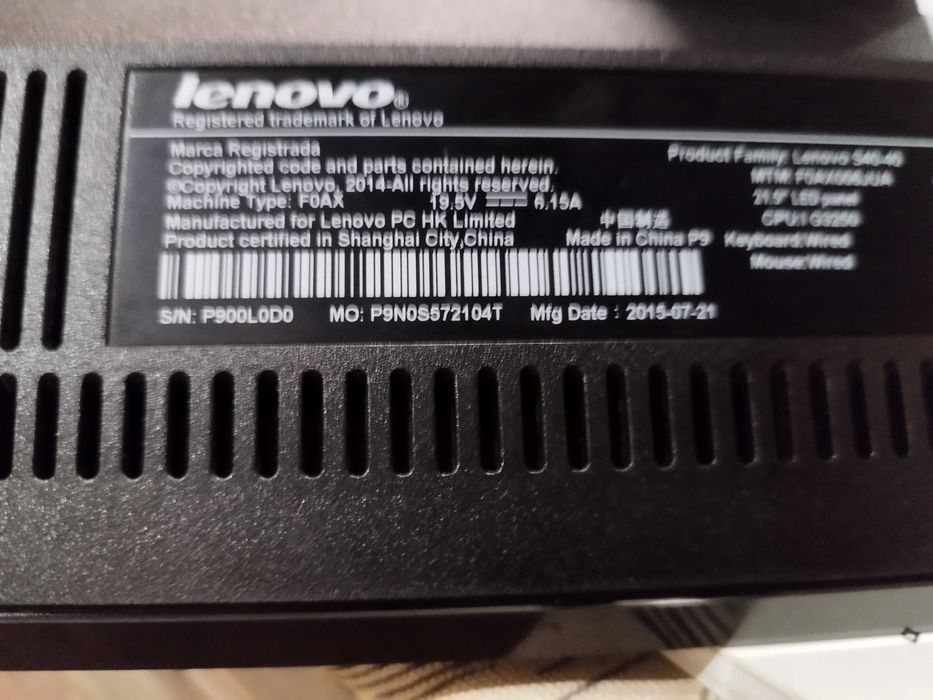 lenovo®
Registered trademark of Lenovo
Marca Registrada
Copyrighted code and parts contained herein.
©Copyright Lenovo, 2014-All rights reserved.
Machine Type: F0AX 19.5V 6.15A
Manufactured for Lenovo PC HK Limited 中国制造
Product certified in Shanghai City,China Made in China P9
S/N: P900L0D0 MO: P9N0S572104T Mfg Date : 2015-07-21
Product Family: Lenovo S40-40
MTM:
21.5" LED panel
CPU:I G3250
Keyboard:Wired
Mouse:Wired